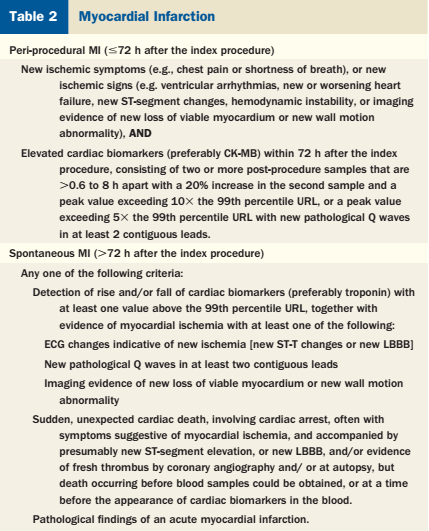 Table 2 Myocardial Infarction
Peri-procedural MI (≤72 h after the index procedure)
New ischemic symptoms (e.g., chest pain or shortness of breath), or new
ischemic signs (e.g. ventricular arrhythmias, new or worsening heart
failure, new ST-segment changes, hemodynamic instability, or imaging
evidence of new loss of viable myocardium or new wall motion
abnormality), AND
Elevated cardiac biomarkers (preferably CK-MB) within 72 h after the index
procedure, consisting of two or more post-procedure samples that are
>0.6 to 8 h apart with a 20% increase in the second sample and a
peak value exceeding 10× the 99th percentile URL, or a peak value
exceeding 5× the 99th percentile URL with new pathological Q waves
in at least 2 contiguous leads.
Spontaneous MI (>72 h after the index procedure)
Any one of the following criteria:
Detection of rise and/or fall of cardiac biomarkers (preferably troponin) with
at least one value above the 99th percentile URL, together with
evidence of myocardial ischemia with at least one of the following:
ECG changes indicative of new ischemia [new ST-T changes or new LBBB]
New pathological Q waves in at least two contiguous leads
Imaging evidence of new loss of viable myocardium or new wall motion
abnormality
Sudden, unexpected cardiac death, involving cardiac arrest, often with
symptoms suggestive of myocardial ischemia, and accompanied by
presumably new ST-segment elevation, or new LBBB, and/or evidence
of fresh thrombus by coronary angiography and/ or at autopsy, but
death occurring before blood samples could be obtained, or at a time
before the appearance of cardiac biomarkers in the blood.
Pathological findings of an acute myocardial infarction.